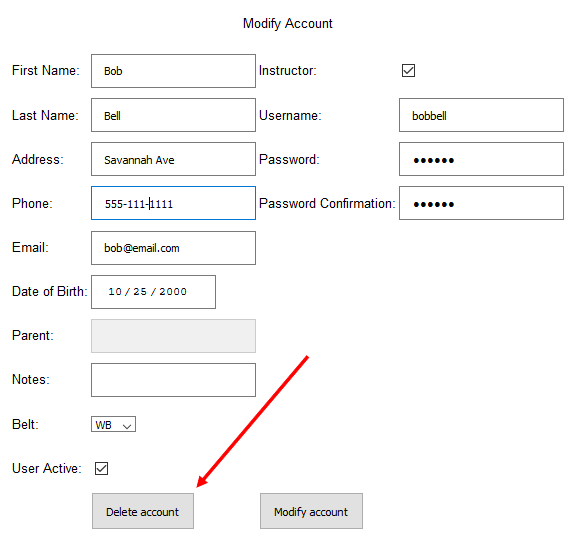 Modify Account
First Name: Bob Instructor:
Last Name: Bell Username: bobbell
Address: Savannah Ave Password: ••••••
Phone: 555-111-1111 Password Confirmation: ••••••
Email: bob@email.com
Date of Birth: 10 / 25 / 2000
Parent:
Notes:
Belt: WB
User Active:
Delete account Modify account